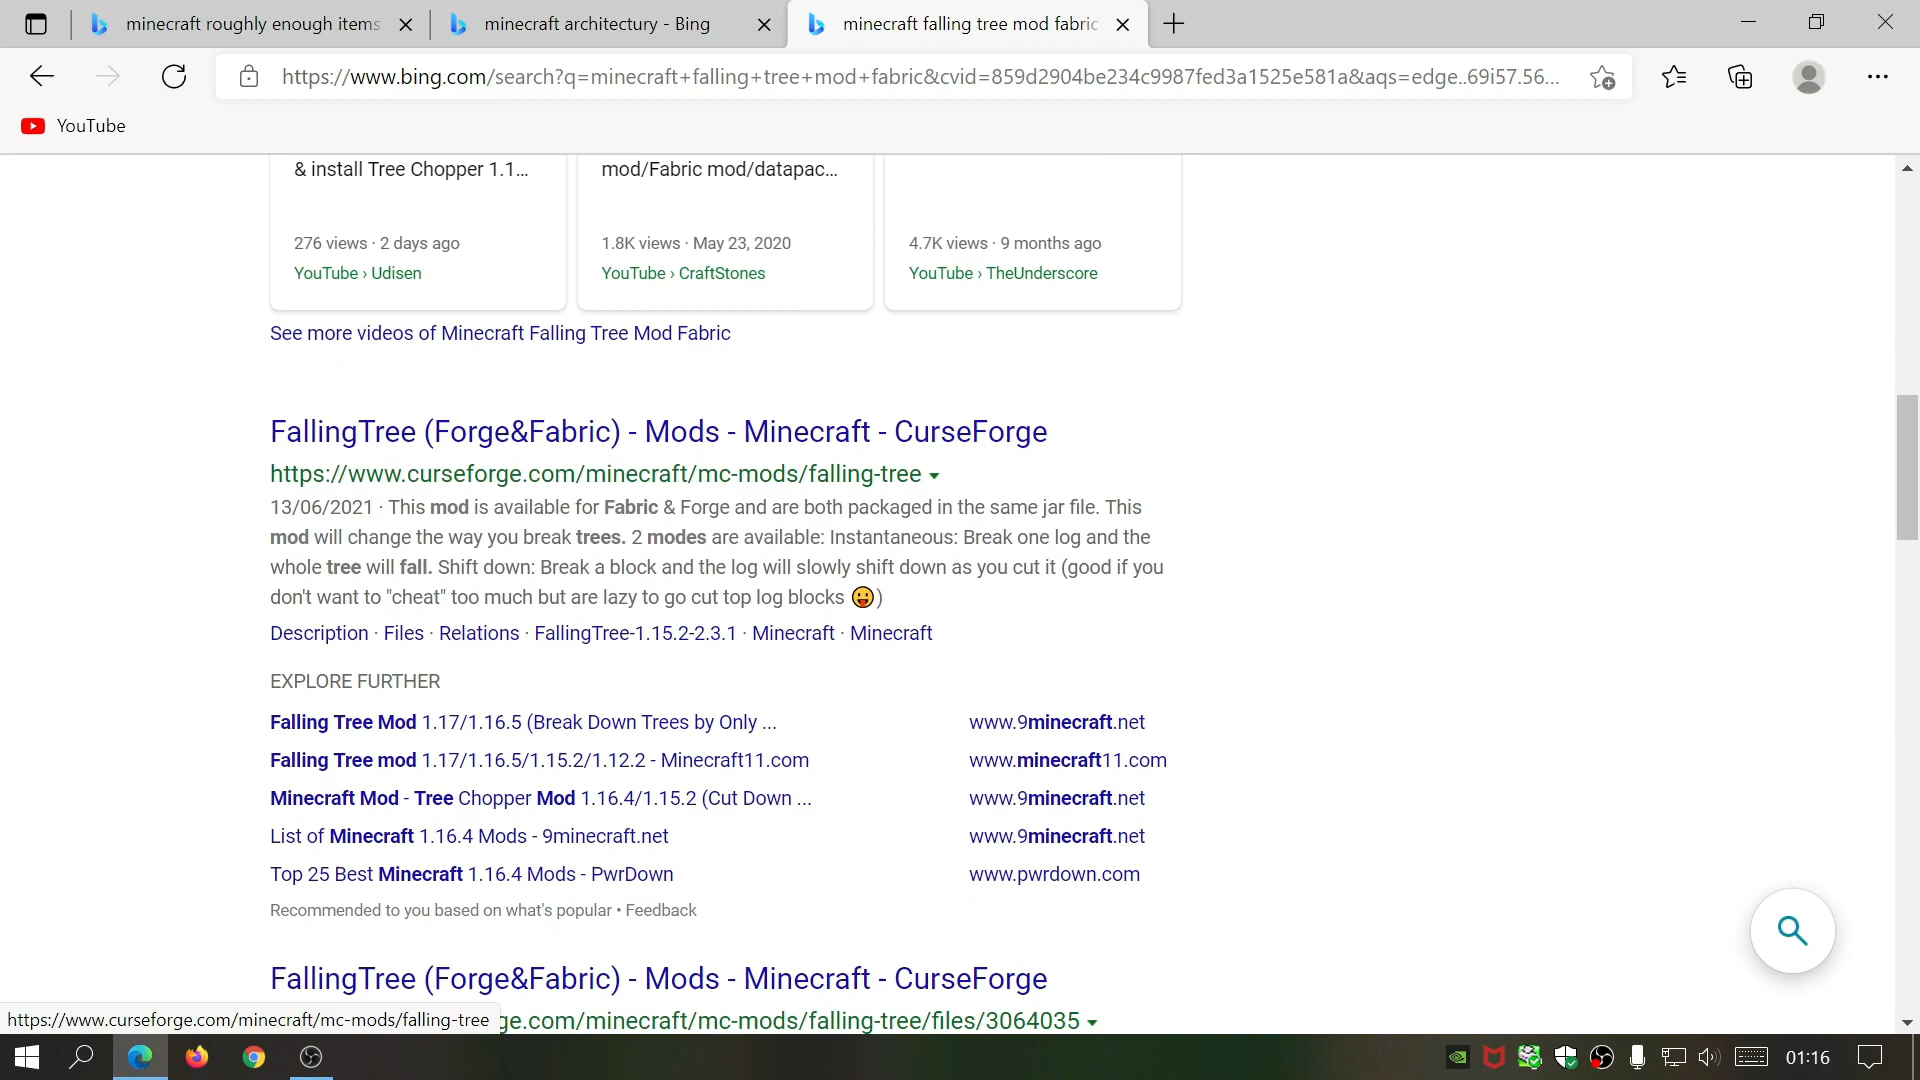 minecraft roughly enough items
minecraft architectury - Bing
minecraft falling tree mod fabric
https://www.bing.com/search?q=minecraft+falling+tree+mod+fabric&cvid=859d2904be234c9987fed3a1525e581a&aqs=edge..69i57.56...
YouTube
& install Tree Chopper 1.1...
276 views · 2 days ago
YouTube › Udisen
mod/Fabric mod/datapac...
1.8K views · May 23, 2020
YouTube › CraftStones
4.7K views · 9 months ago
YouTube › TheUnderscore
See more videos of Minecraft Falling Tree Mod Fabric
FallingTree (Forge&Fabric) - Mods - Minecraft - CurseForge
https://www.curseforge.com/minecraft/mc-mods/falling-tree
13/06/2021 · This mod is available for Fabric & Forge and are both packaged in the same jar file. This
mod will change the way you break trees. 2 modes are available: Instantaneous: Break one log and the
whole tree will fall. Shift down: Break a block and the log will slowly shift down as you cut it (good if you
don't want to "cheat" too much but are lazy to go cut top log blocks 😛)
Description · Files · Relations · FallingTree-1.15.2-2.3.1 · Minecraft · Minecraft
EXPLORE FURTHER
Falling Tree Mod 1.17/1.16.5 (Break Down Trees by Only ... www.9minecraft.net
Falling Tree mod 1.17/1.16.5/1.15.2/1.12.2 - Minecraft11.com www.minecraft11.com
Minecraft Mod - Tree Chopper Mod 1.16.4/1.15.2 (Cut Down ... www.9minecraft.net
List of Minecraft 1.16.4 Mods - 9minecraft.net www.9minecraft.net
Top 25 Best Minecraft 1.16.4 Mods - PwrDown www.pwrdown.com
Recommended to you based on what's popular • Feedback
FallingTree (Forge&Fabric) - Mods - Minecraft - CurseForge
ge.com/minecraft/mc-mods/falling-tree/files/3064035
https://www.curseforge.com/minecraft/mc-mods/falling-tree
01:16